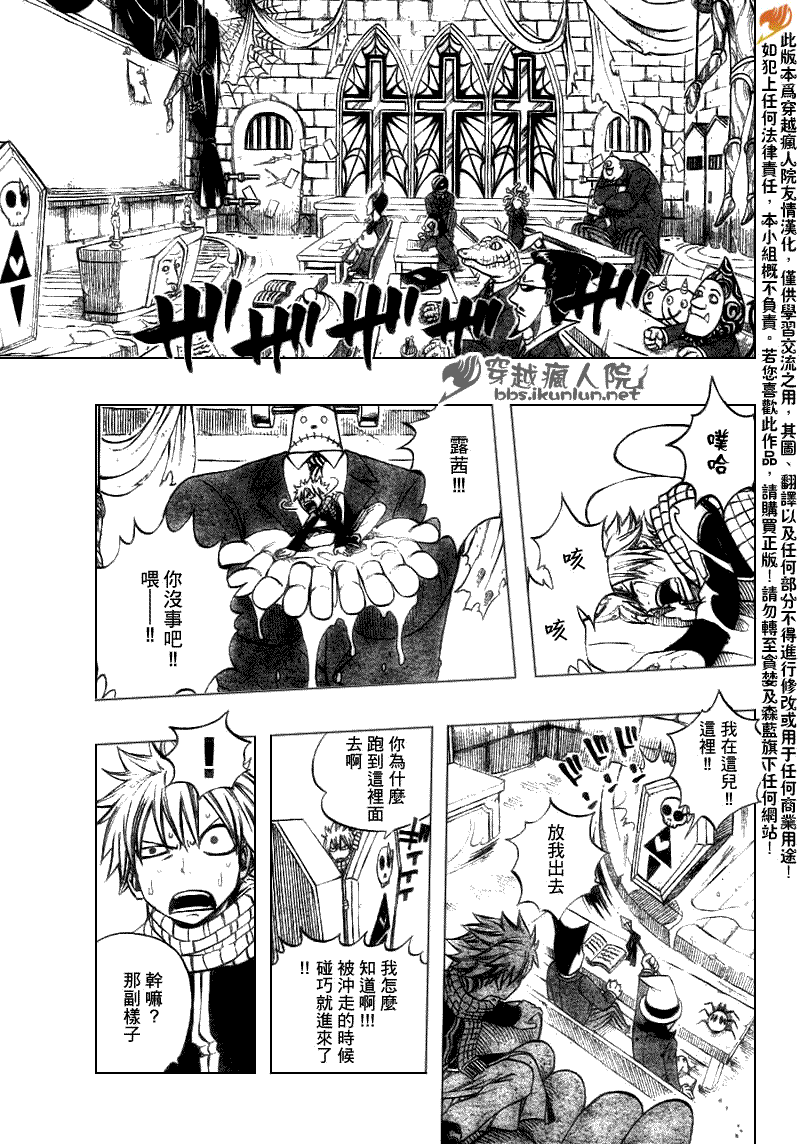 此版本爲穿越瘋人院友情漢化，僅供學習交流之用，其圖、翻譯以及任何部分不得進行修改或用于任何商業用途！
如犯上任何法律責任，本小組概不負責。若您喜歡此作品，請購買正版！請勿轉至貪婪及森藍旗下任何網站！
ザザザザザ
穿越瘋人院
bbs.ikunlun.net
噗哈
咳
咳
露茜!!!
你沒事吧!!
喂——!!
我在這兒!!
這裡!!
放我出去
你為什麼
跑到這裡面
去啊
我怎麼
知道啊!!!
被沖走的時候
碰巧就進來了
!!
!
幹嘛？
那副樣子